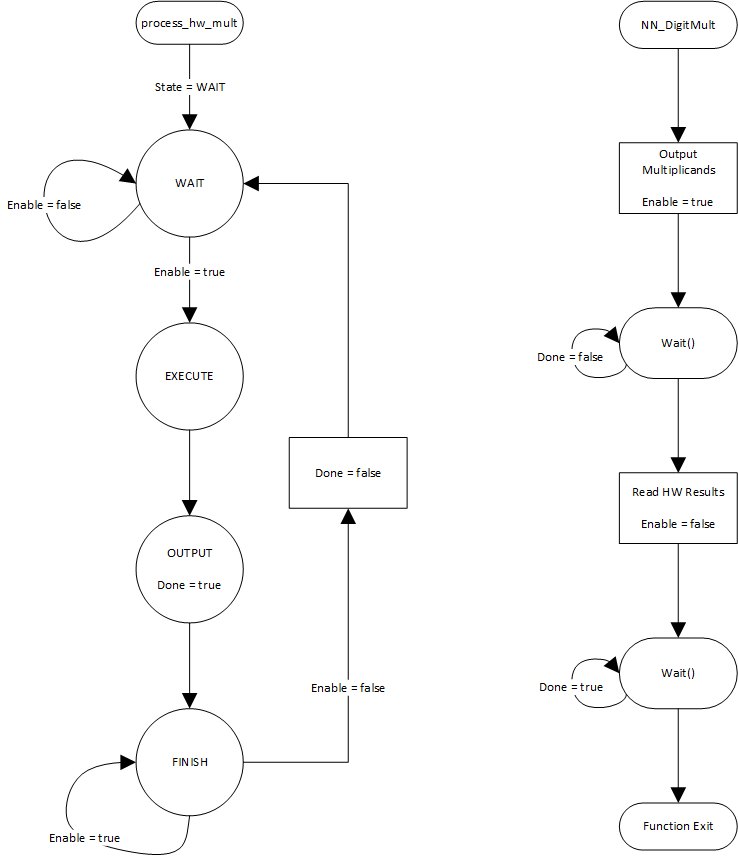 process_hw_mult
State = WAIT
WAIT
Enable = false
Enable = true
EXECUTE
Done = false
OUTPUT
Done = true
Enable = false
FINISH
Enable = true
NN_DigitMult
Output
Multiplicands
Enable = true
Wait()
Done = false
Read HW Results
Enable = false
Wait()
Done = true
Function Exit